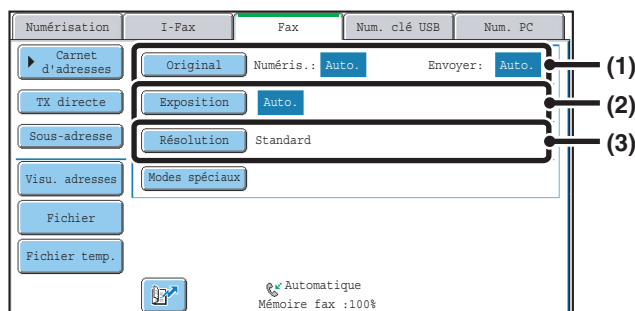 Numérisation I-Fax Fax Num. clé USB Num. PC
Carnet d'adresses
Original Numéris.: Auto. Envoyer: Auto. (1)
TX directe
Exposition Auto. (2)
Sous-adresse
Résolution Standard (3)
Visu. adresses
Modes spéciaux
Fichier
Fichier temp.
Automatique
Mémoire fax :100%